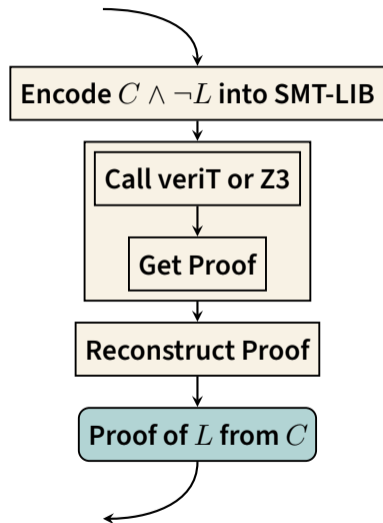 Encode C ∧ ¬L into SMT-LIB
Call veriT or Z3
Get Proof
Reconstruct Proof
Proof of L from C